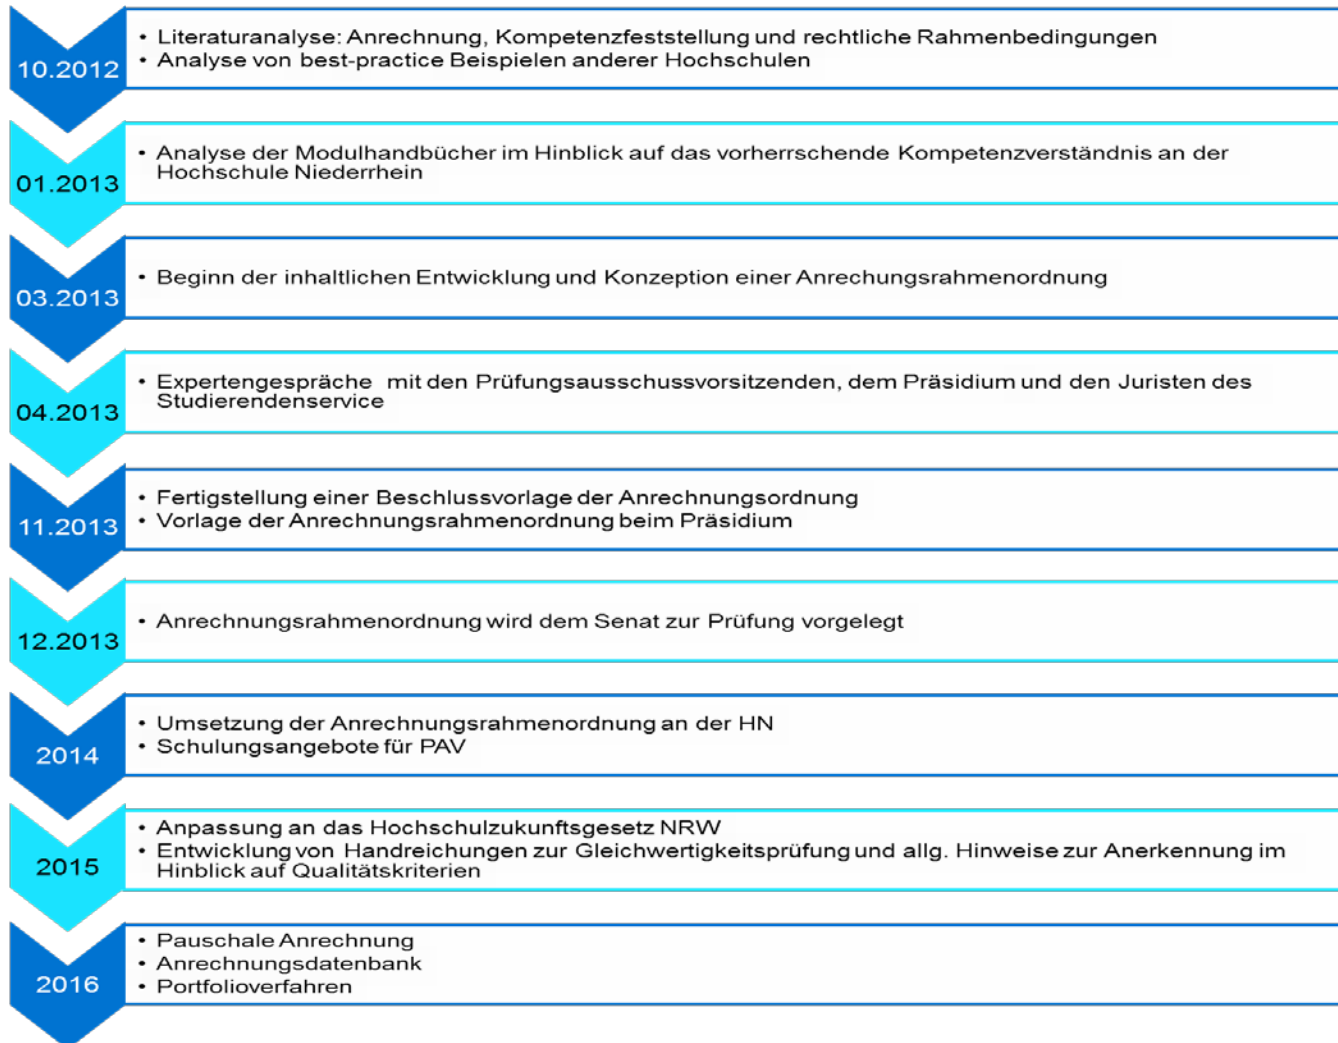 10.2012
• Literaturanalyse: Anrechnung, Kompetenzfeststellung und rechtliche Rahmenbedingungen
• Analyse von best-practice Beispielen anderer Hochschulen
01.2013
• Analyse der Modulhandbücher im Hinblick auf das vorherrschende Kompetenzverständnis an der
Hochschule Niederrhein
03.2013
• Beginn der inhaltlichen Entwicklung und Konzeption einer Anrechungsrahmenordnung
04.2013
• Expertengespräche mit den Prüfungsausschussvorsitzenden, dem Präsidium und den Juristen des
Studierendenservice
11.2013
• Fertigstellung einer Beschlussvorlage der Anrechnungsordnung
• Vorlage der Anrechnungsrahmenordnung beim Präsidium
12.2013
• Anrechnungsrahmenordnung wird dem Senat zur Prüfung vorgelegt
2014
• Umsetzung der Anrechnungsrahmenordnung an der HN
• Schulungsangebote für PAV
2015
• Anpassung an das Hochschulzukunftsgesetz NRW
• Entwicklung von Handreichungen zur Gleichwertigkeitsprüfung und allg. Hinweise zur Anerkennung im
Hinblick auf Qualitätskriterien
2016
• Pauschale Anrechnung
• Anrechnungsdatenbank
• Portfolioverfahren